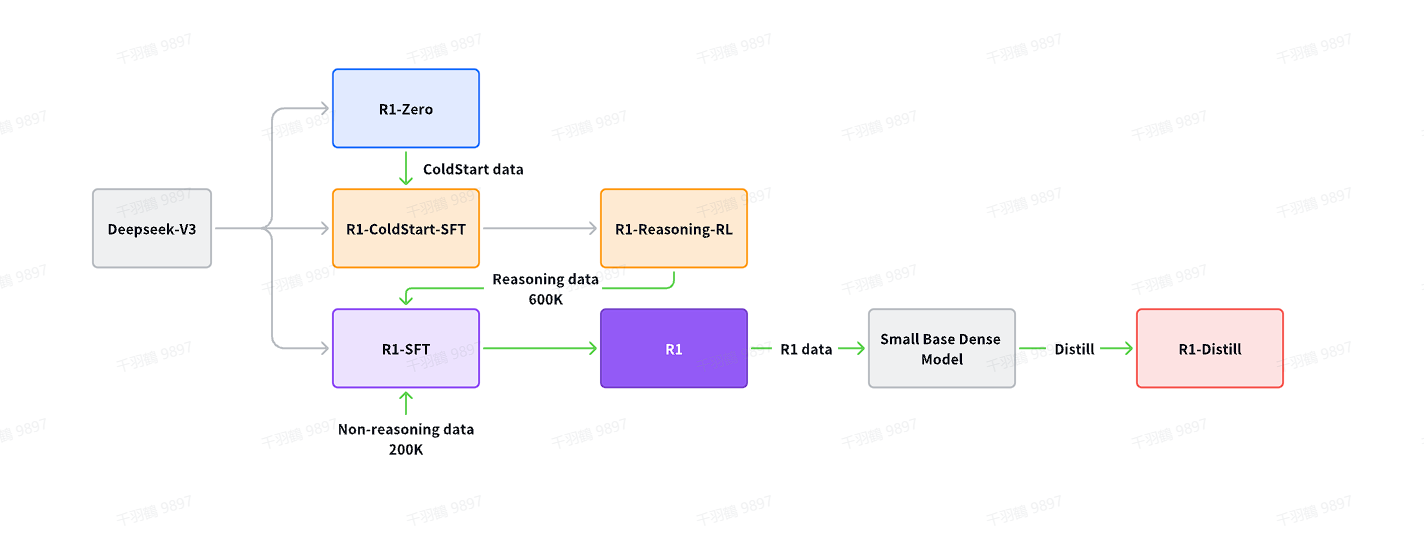 R1-Zero
ColdStart data
Deepseek-V3
R1-ColdStart-SFT
R1-Reasoning-RL
Reasoning data
600K
R1-SFT
R1
R1 data
Small Base Dense
Model
Distill
R1-Distill
Non-reasoning data
200K
千羽鹤 9897